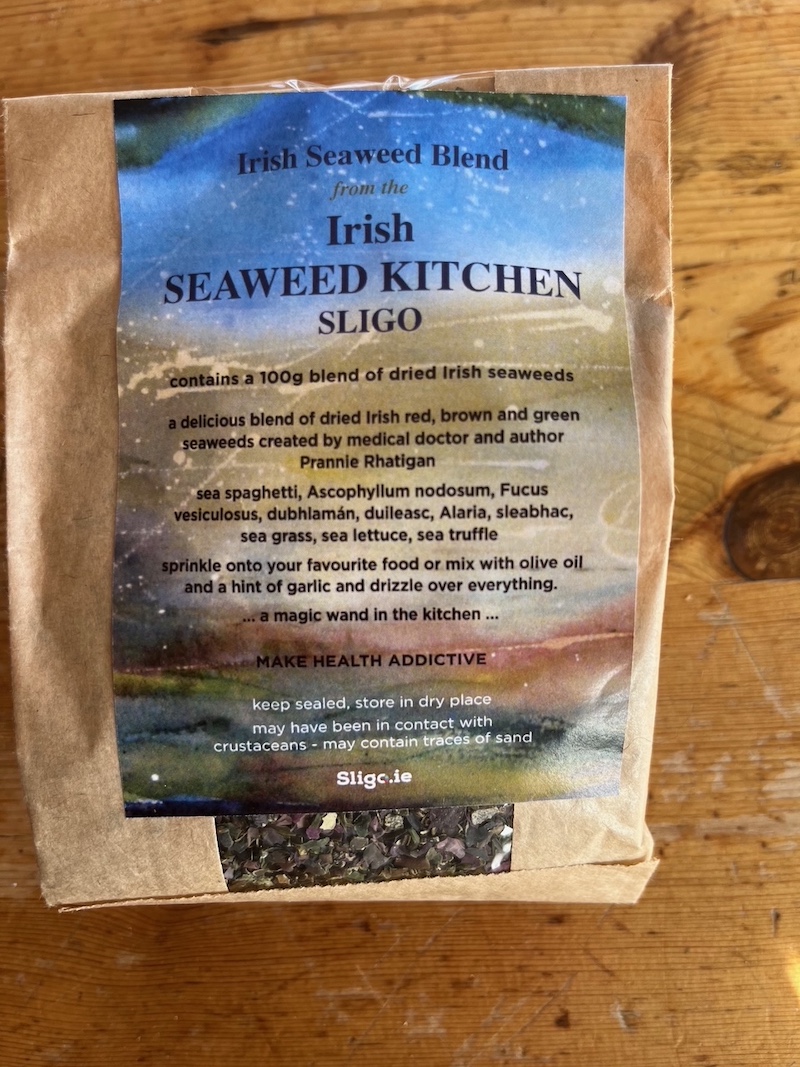 Irish Seaweed Blend
from the
Irish
SEAWEED KITCHEN
SLIGO
contains a 100g blend of dried Irish seaweeds
a delicious blend of dried Irish red, brown and green
seaweeds created by medical doctor and author
Prannie Rhatigan
sea spaghetti, Ascophyllum nodosum, Fucus
vesiculosus, dubhlamán, duileasc, Alaria, sleabhac,
sea grass, sea lettuce, sea truffle
sprinkle onto your favourite food or mix with olive oil
and a hint of garlic and drizzle over everything.
... a magic wand in the kitchen ...
MAKE HEALTH ADDICTIVE
keep sealed, store in dry place
may have been in contact with
crustaceans - may contain traces of sand
Sligo.ie